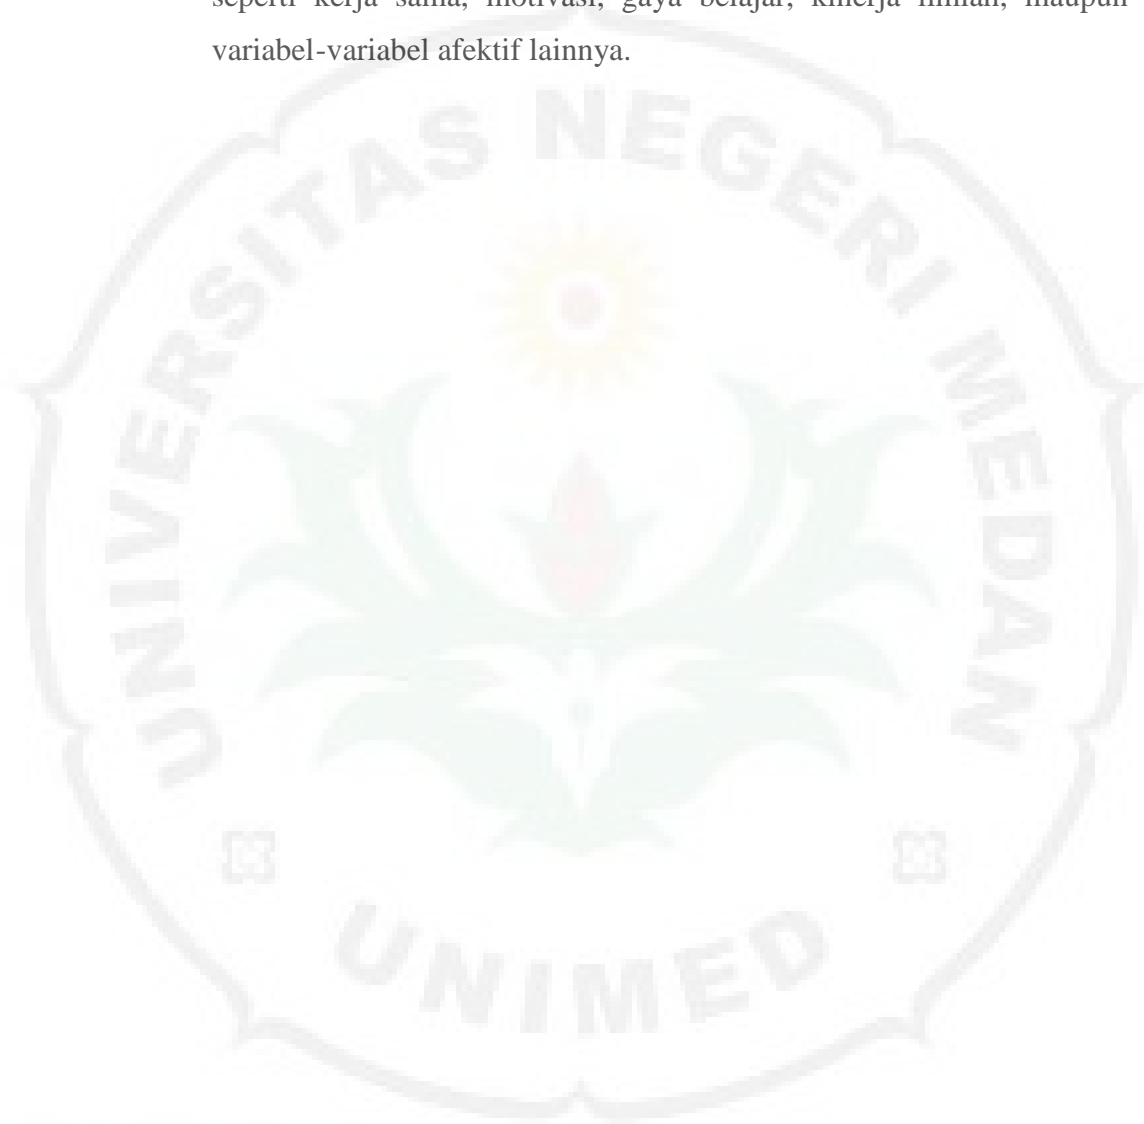 seperti kerja sama, motivasi, gaya belajar, kinerja ilmiah, maupun
variabel-variabel afektif lainnya.
UNIVERSITAS NEGERI MEDAN
UNIMED